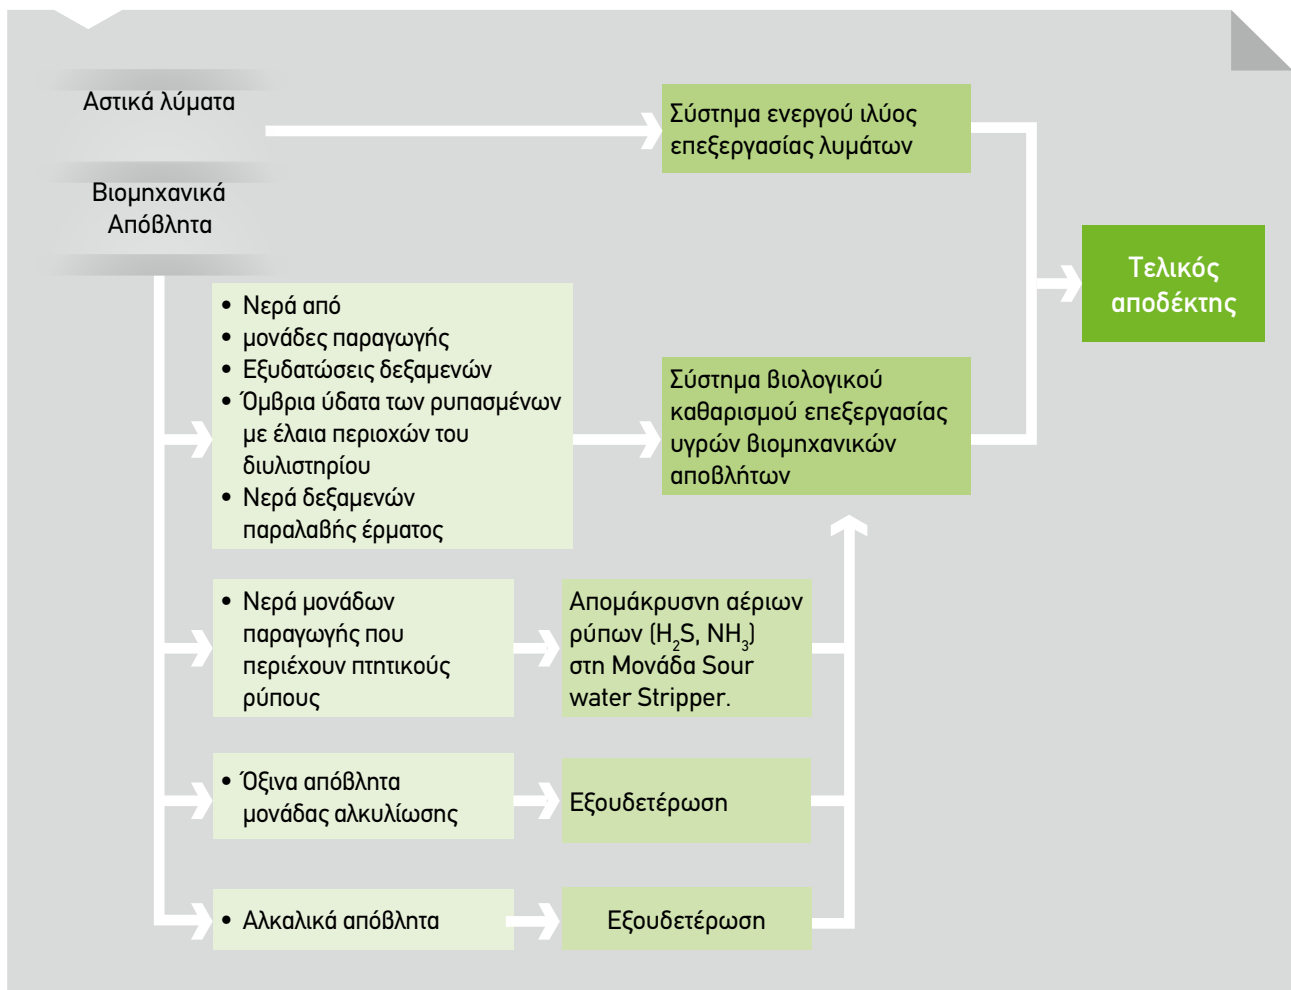 Αστικά λύματα
Σύστημα ενεργού ιλύος
επεξεργασίας λυμάτων
Βιομηχανικά
Απόβλητα
Τελικός
αποδέκτης
• Νερά από
• μονάδες παραγωγής
• Εξυδατώσεις δεξαμενών
• Όμβρια ύδατα των ρυπασμένων
με έλαια περιοχών του
διυλιστηρίου
• Νερά δεξαμενών
παραλαβής έρματος
Σύστημα βιολογικού
καθαρισμού επεξεργασίας
υγρών βιομηχανικών
αποβλήτων
• Νερά μονάδων
παραγωγής που
περιέχουν πτητικούς
ρύπους
Απομάκρυσνη αέριων
ρύπων (H₂S, NH₃)
στη Μονάδα Sour
water Stripper.
• Όξινα απόβλητα
μονάδας αλκυλίωσης
Εξουδετέρωση
• Αλκαλικά απόβλητα
Εξουδετέρωση